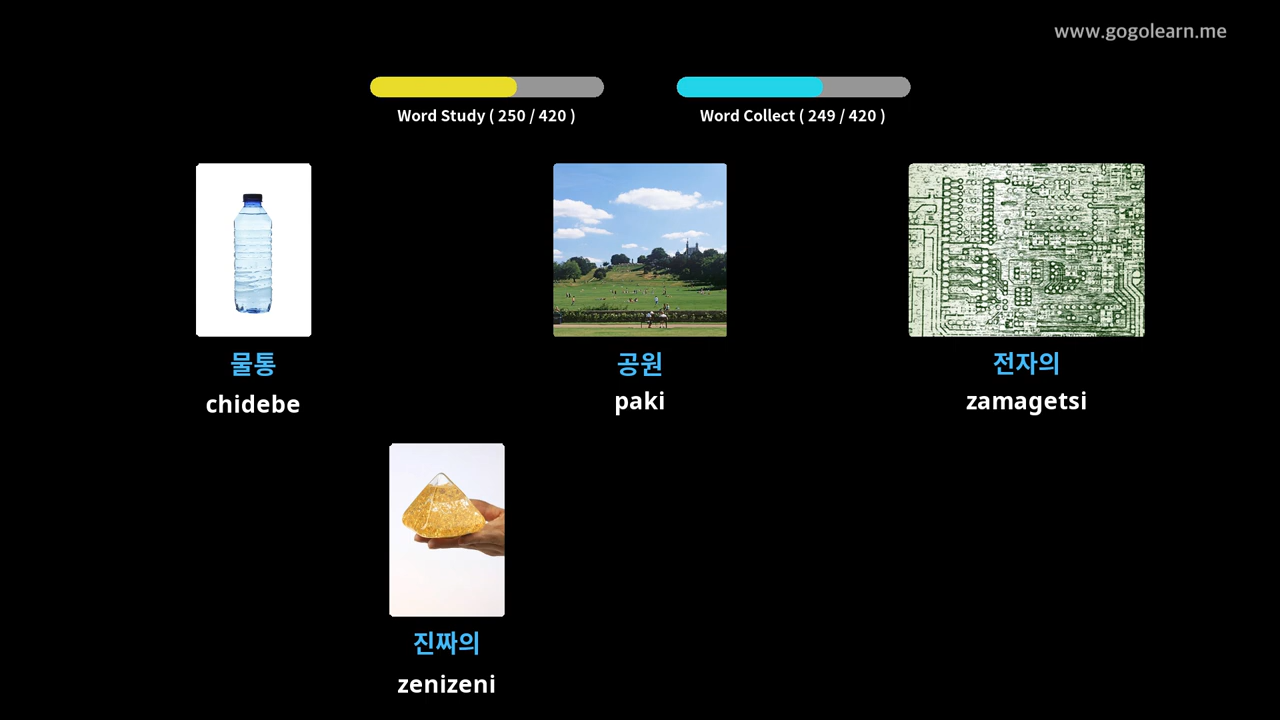 www.gogolearn.me
Word Study ( 250 / 420 )
Word Collect ( 249 / 420 )
물통
chidebe
공원
paki
전자의
zamagetsi
진짜의
zenizeni